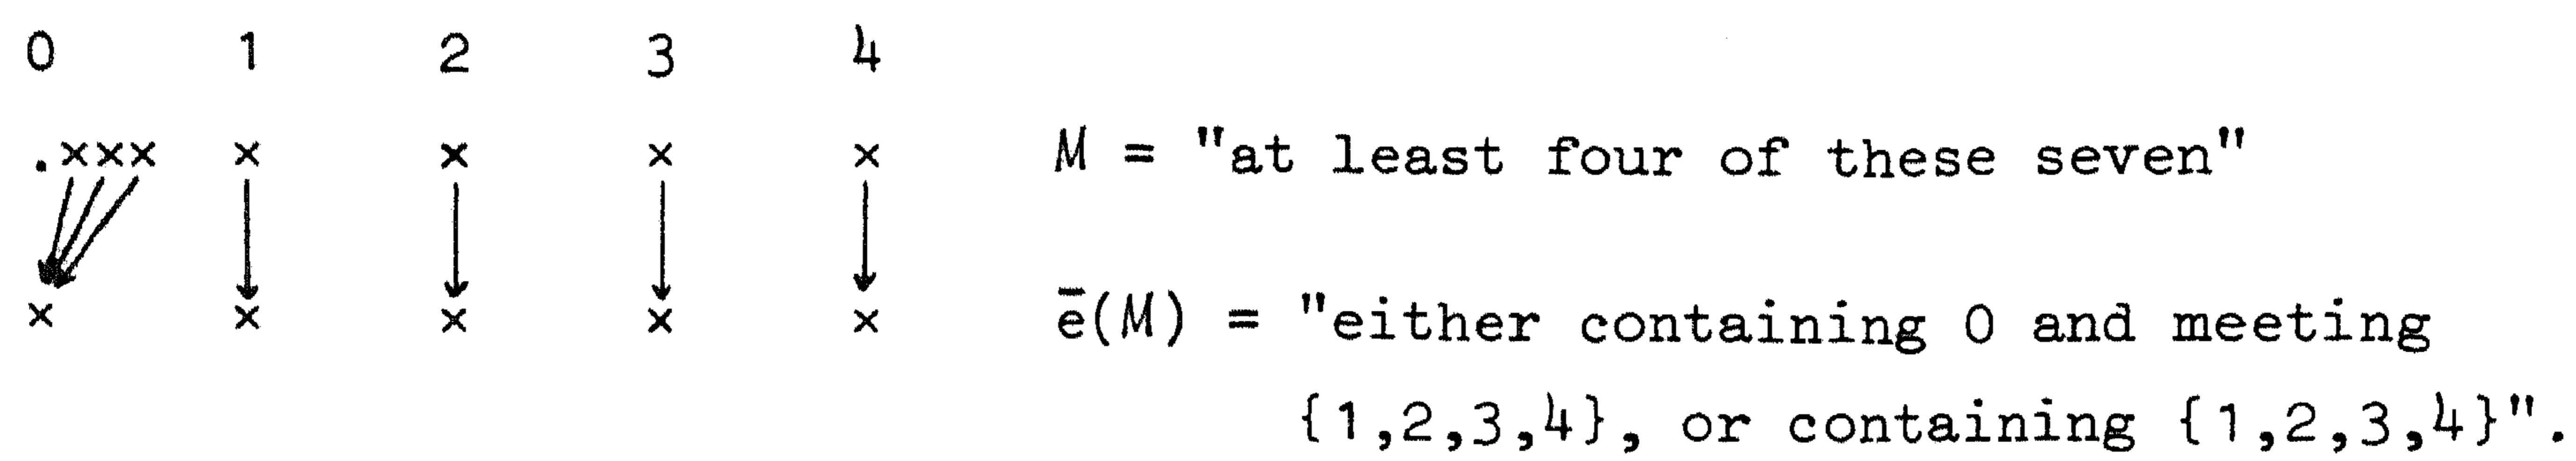 0 1 2 3 4
.××× × × × × M = "at least four of these seven"
× × × × × ē(M) = "either containing 0 and meeting
{1,2,3,4}, or containing {1,2,3,4}".